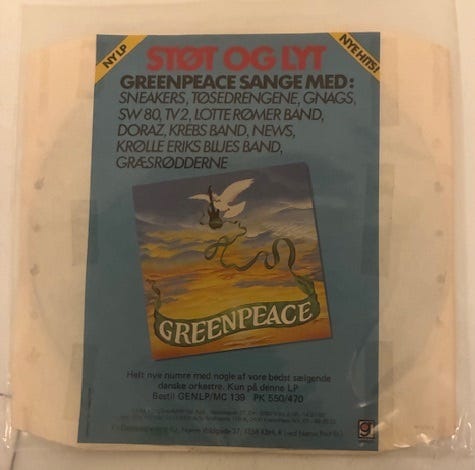 NY LP
NYE HITS!
STØT OG LYT
GREENPEACE SANGE MED:
SNEAKERS, TØSEDRENGENE, GNAGS,
SW 80, TV2, LOTTE RØMER BAND,
DORAZ, KREBS BAND, NEWS,
KRØLLE ERIKS BLUES BAND,
GRÆSRØDDERNE
GREENPEACE
Helt nye numre med nogle af vore bedst sælgende
danske orkestre. Kun på denne LP
Bestil GENLP/MC 139 PK 550/470